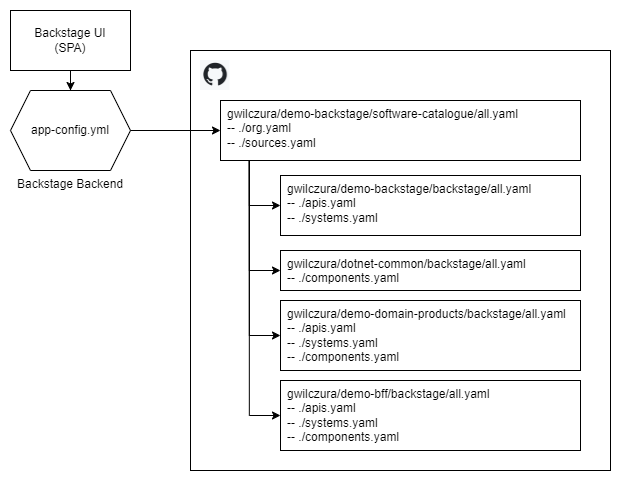 Backstage UI
(SPA)
app-config.yml
Backstage Backend
gwilczura/demo-backstage/software-catalogue/all.yaml
-- ./org.yaml
-- ./sources.yaml
gwilczura/demo-backstage/backstage/all.yaml
-- ./apis.yaml
-- ./systems.yaml
gwilczura/dotnet-common/backstage/all.yaml
-- ./components.yaml
gwilczura/demo-domain-products/backstage/all.yaml
-- ./apis.yaml
-- ./systems.yaml
-- ./components.yaml
gwilczura/demo-bff/backstage/all.yaml
-- ./apis.yaml
-- ./systems.yaml
-- ./components.yaml